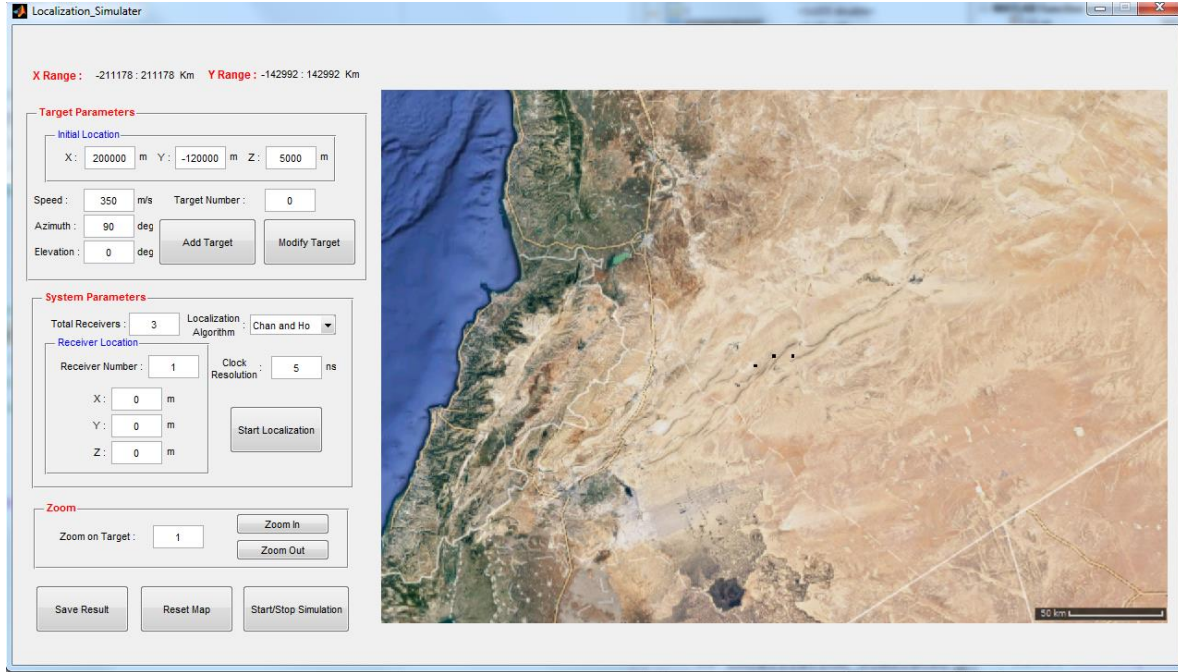 Localization_Simulater
X Range : -211178 : 211178 Km Y Range : -142992 : 142992 Km
Target Parameters
Initial Location
X : 200000 m Y : -120000 m Z : 5000 m
Speed : 350 m/s Target Number : 0
Azimuth : 90 deg
Elevation : 0 deg
Add Target Modify Target
System Parameters
Total Receivers : 3 Localization Algorithm : Chan and Ho
Receiver Location
Receiver Number : 1 Clock Resolution : 5 ns
X : 0 m
Y : 0 m
Z : 0 m
Start Localization
Zoom
Zoom on Target : 1
Zoom In
Zoom Out
Save Result Reset Map Start/Stop Simulation
50 km